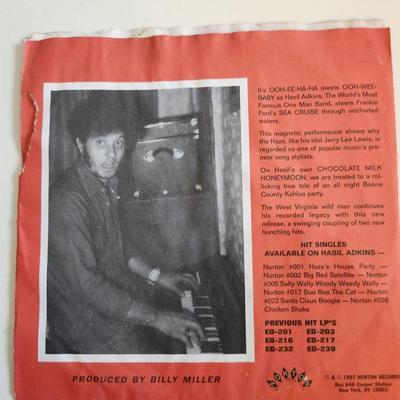 It's OOH-EE-HA-HA meets OOH-WEE-
BABY as Hasil Adkins, The World's Most
Famous One Man Band, steers Frankie
Ford's SEA CRUISE through uncharted
waters.
This magnetic performance shows why
the Haze, like his idol Jerry Lee Lewis, is
regarded as one of popular music's pre-
mier song stylists.
On Hasil's own CHOCOLATE MILK
HONEYMOON, we are treated to a rol-
licking true tale of an all night Boone
County Kahlua party.
The West Virginia wild man continues
his recorded legacy with this new
release, a swinging coupling of two new
hunching hits.
HIT SINGLES
AVAILABLE ON HASIL ADKINS —
Norton #001 Haze's House Party —
Norton #002 Big Red Satellite — Norton
#005 Sally Wally Woody Weedy Wally —
Norton #017 Boo Boo The Cat — Norton
#022 Santa Claus Boogie — Norton #026
Chicken Shake
PREVIOUS HIT LP'S
ED-201 ED-203
ED-216 ED-217
ED-232 ED-239
PRODUCED BY BILLY MILLER
℗ & © 1997 NORTON RECORDS
Box 646 Cooper Station
New York, NY 10003